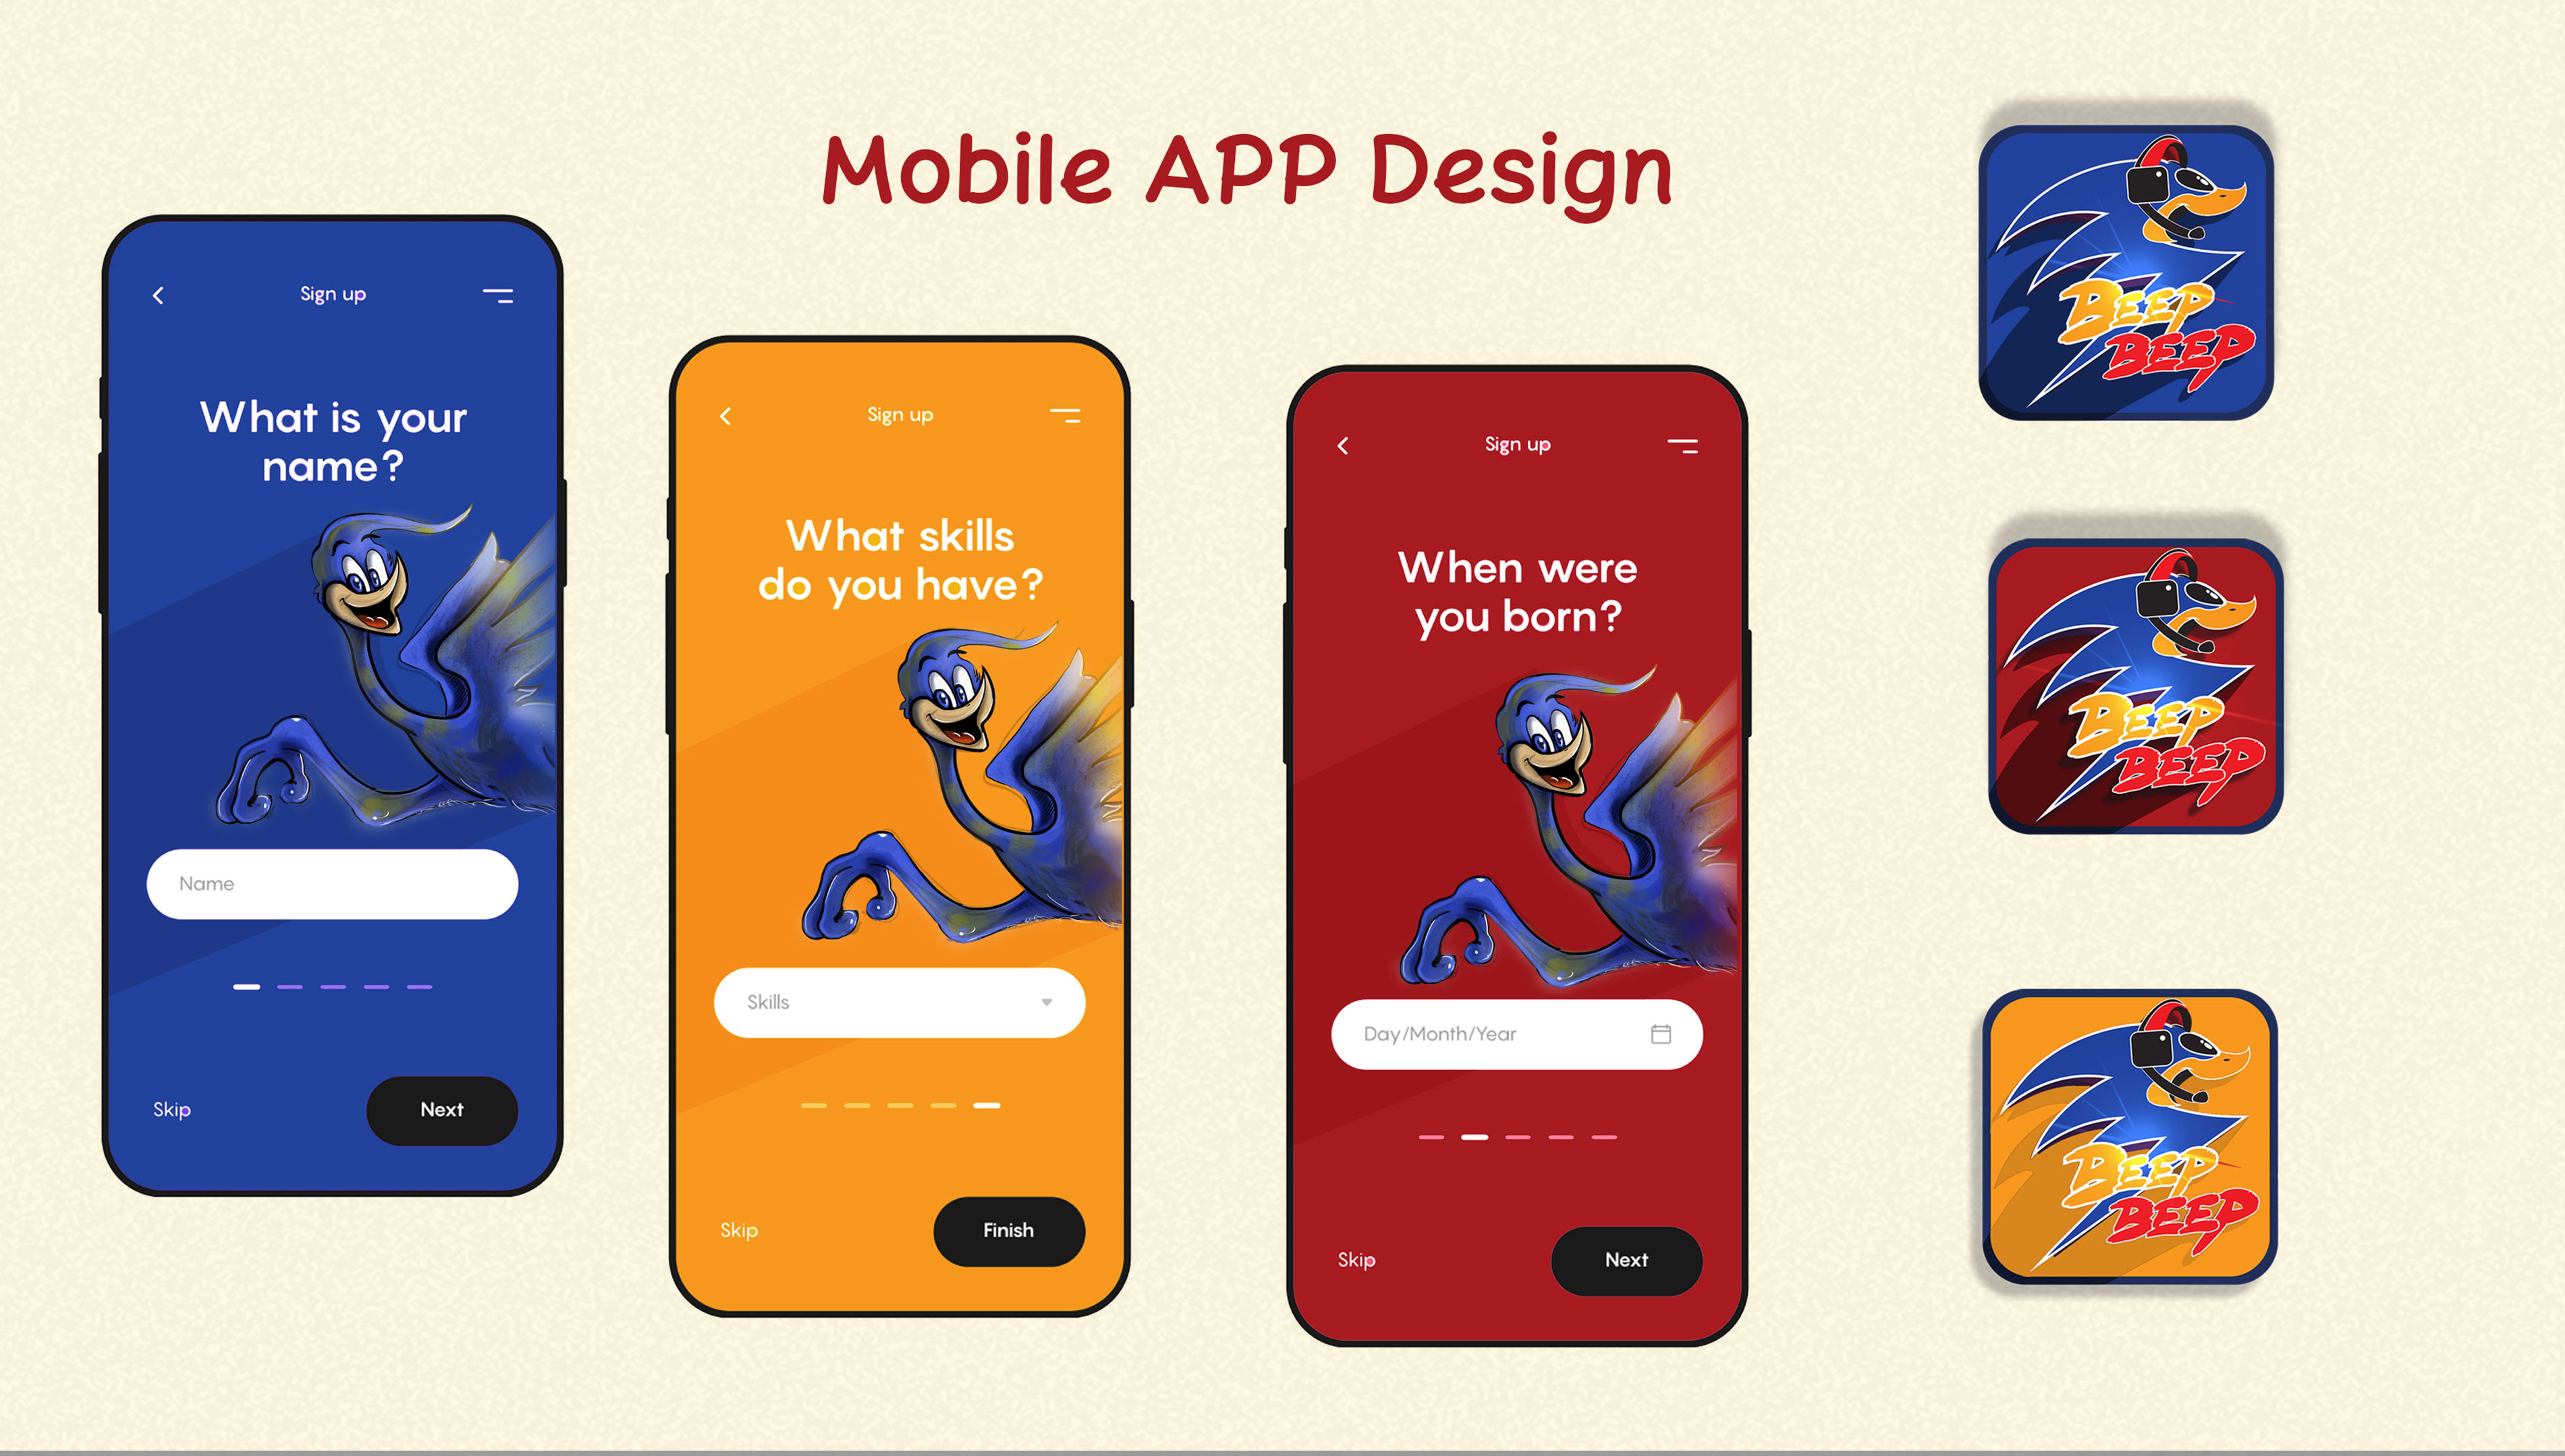 Mobile APP Design
Sign up
What is your
name?
Name
Skip
Next
Sign up
What skills
do you have?
Skills
Skip
Finish
Sign up
When were
you born?
Day/Month/Year
Skip
Next
BEEP
BEEP
BEEP
BEEP
BEEP
BEEP